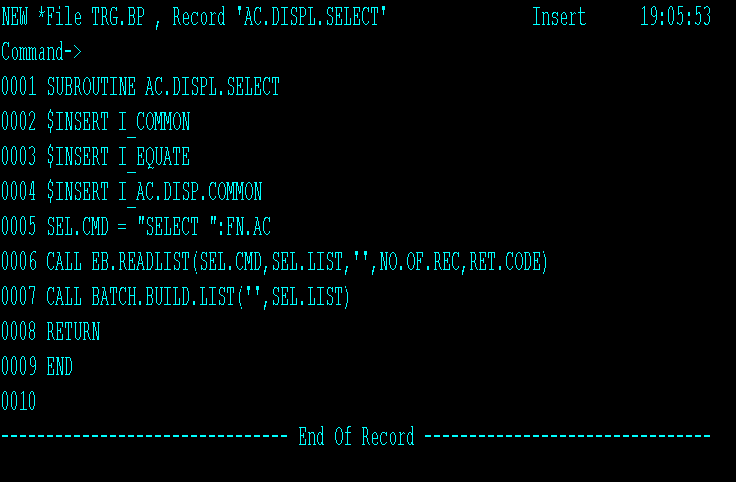 NEW *File TRG.BP , Record 'AC.DISPL.SELECT' Insert 19:05:53
Command->
0001 SUBROUTINE AC.DISPL.SELECT
0002 $INSERT I_COMMON
0003 $INSERT I_EQUATE
0004 $INSERT I_AC.DISP.COMMON
0005 SEL.CMD = "SELECT ":FN.AC
0006 CALL EB.READLIST(SEL.CMD,SEL.LIST,'',NO.OF.REC,RET.CODE)
0007 CALL BATCH.BUILD.LIST('',SEL.LIST)
0008 RETURN
0009 END
0010
-------------------------------- End Of Record --------------------------------